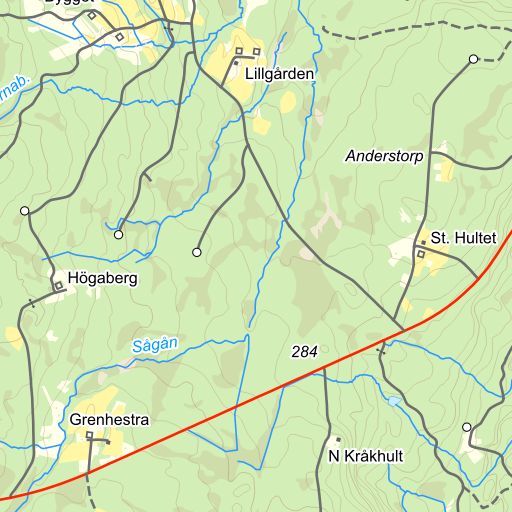 Lillgården
Anderstorp
St. Hultet
Högaberg
Sågån
284
Grenhestra
N Kråkhult